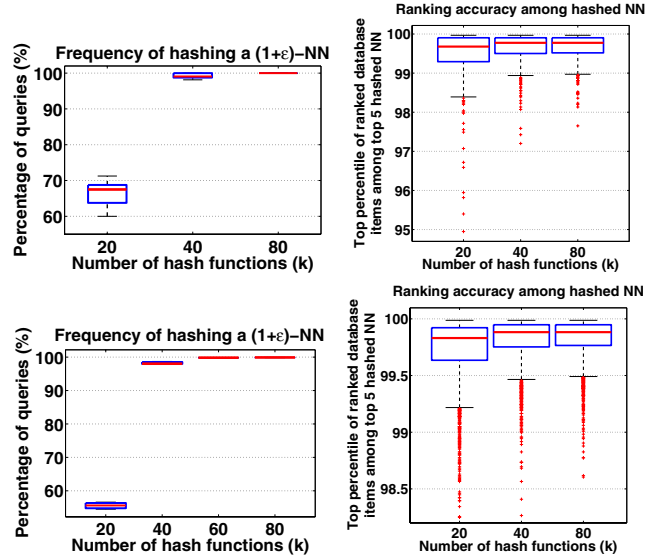 Frequency of hashing a (1+ε)−NN
Percentage of queries (%)
100
90
80
70
60
20
40
80
Number of hash functions (k)
Ranking accuracy among hashed NN
Top percentile of ranked database
items among top 5 hashed NN
100
99
98
97
96
95
20
40
80
Number of hash functions (k)
Frequency of hashing a (1+ε)−NN
Percentage of queries (%)
100
90
80
70
60
20
40
60
80
Number of hash functions (k)
Ranking accuracy among hashed NN
Top percentile of ranked database
items among top 5 hashed NN
100
99.5
99
98.5
20
40
80
Number of hash functions (k)